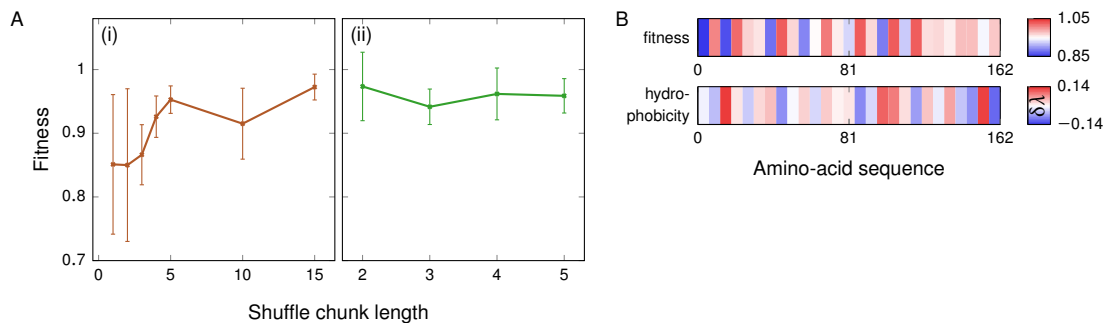 A
(i)
(ii)
Fitness
1
0.9
0.8
0.7
0 5 10 15
2 3 4 5
Shuffle chunk length
B
fitness
0 81 162
1.05
0.85
hydro-
phobicity
0 81 162
0.14
δλ
−0.14
Amino-acid sequence